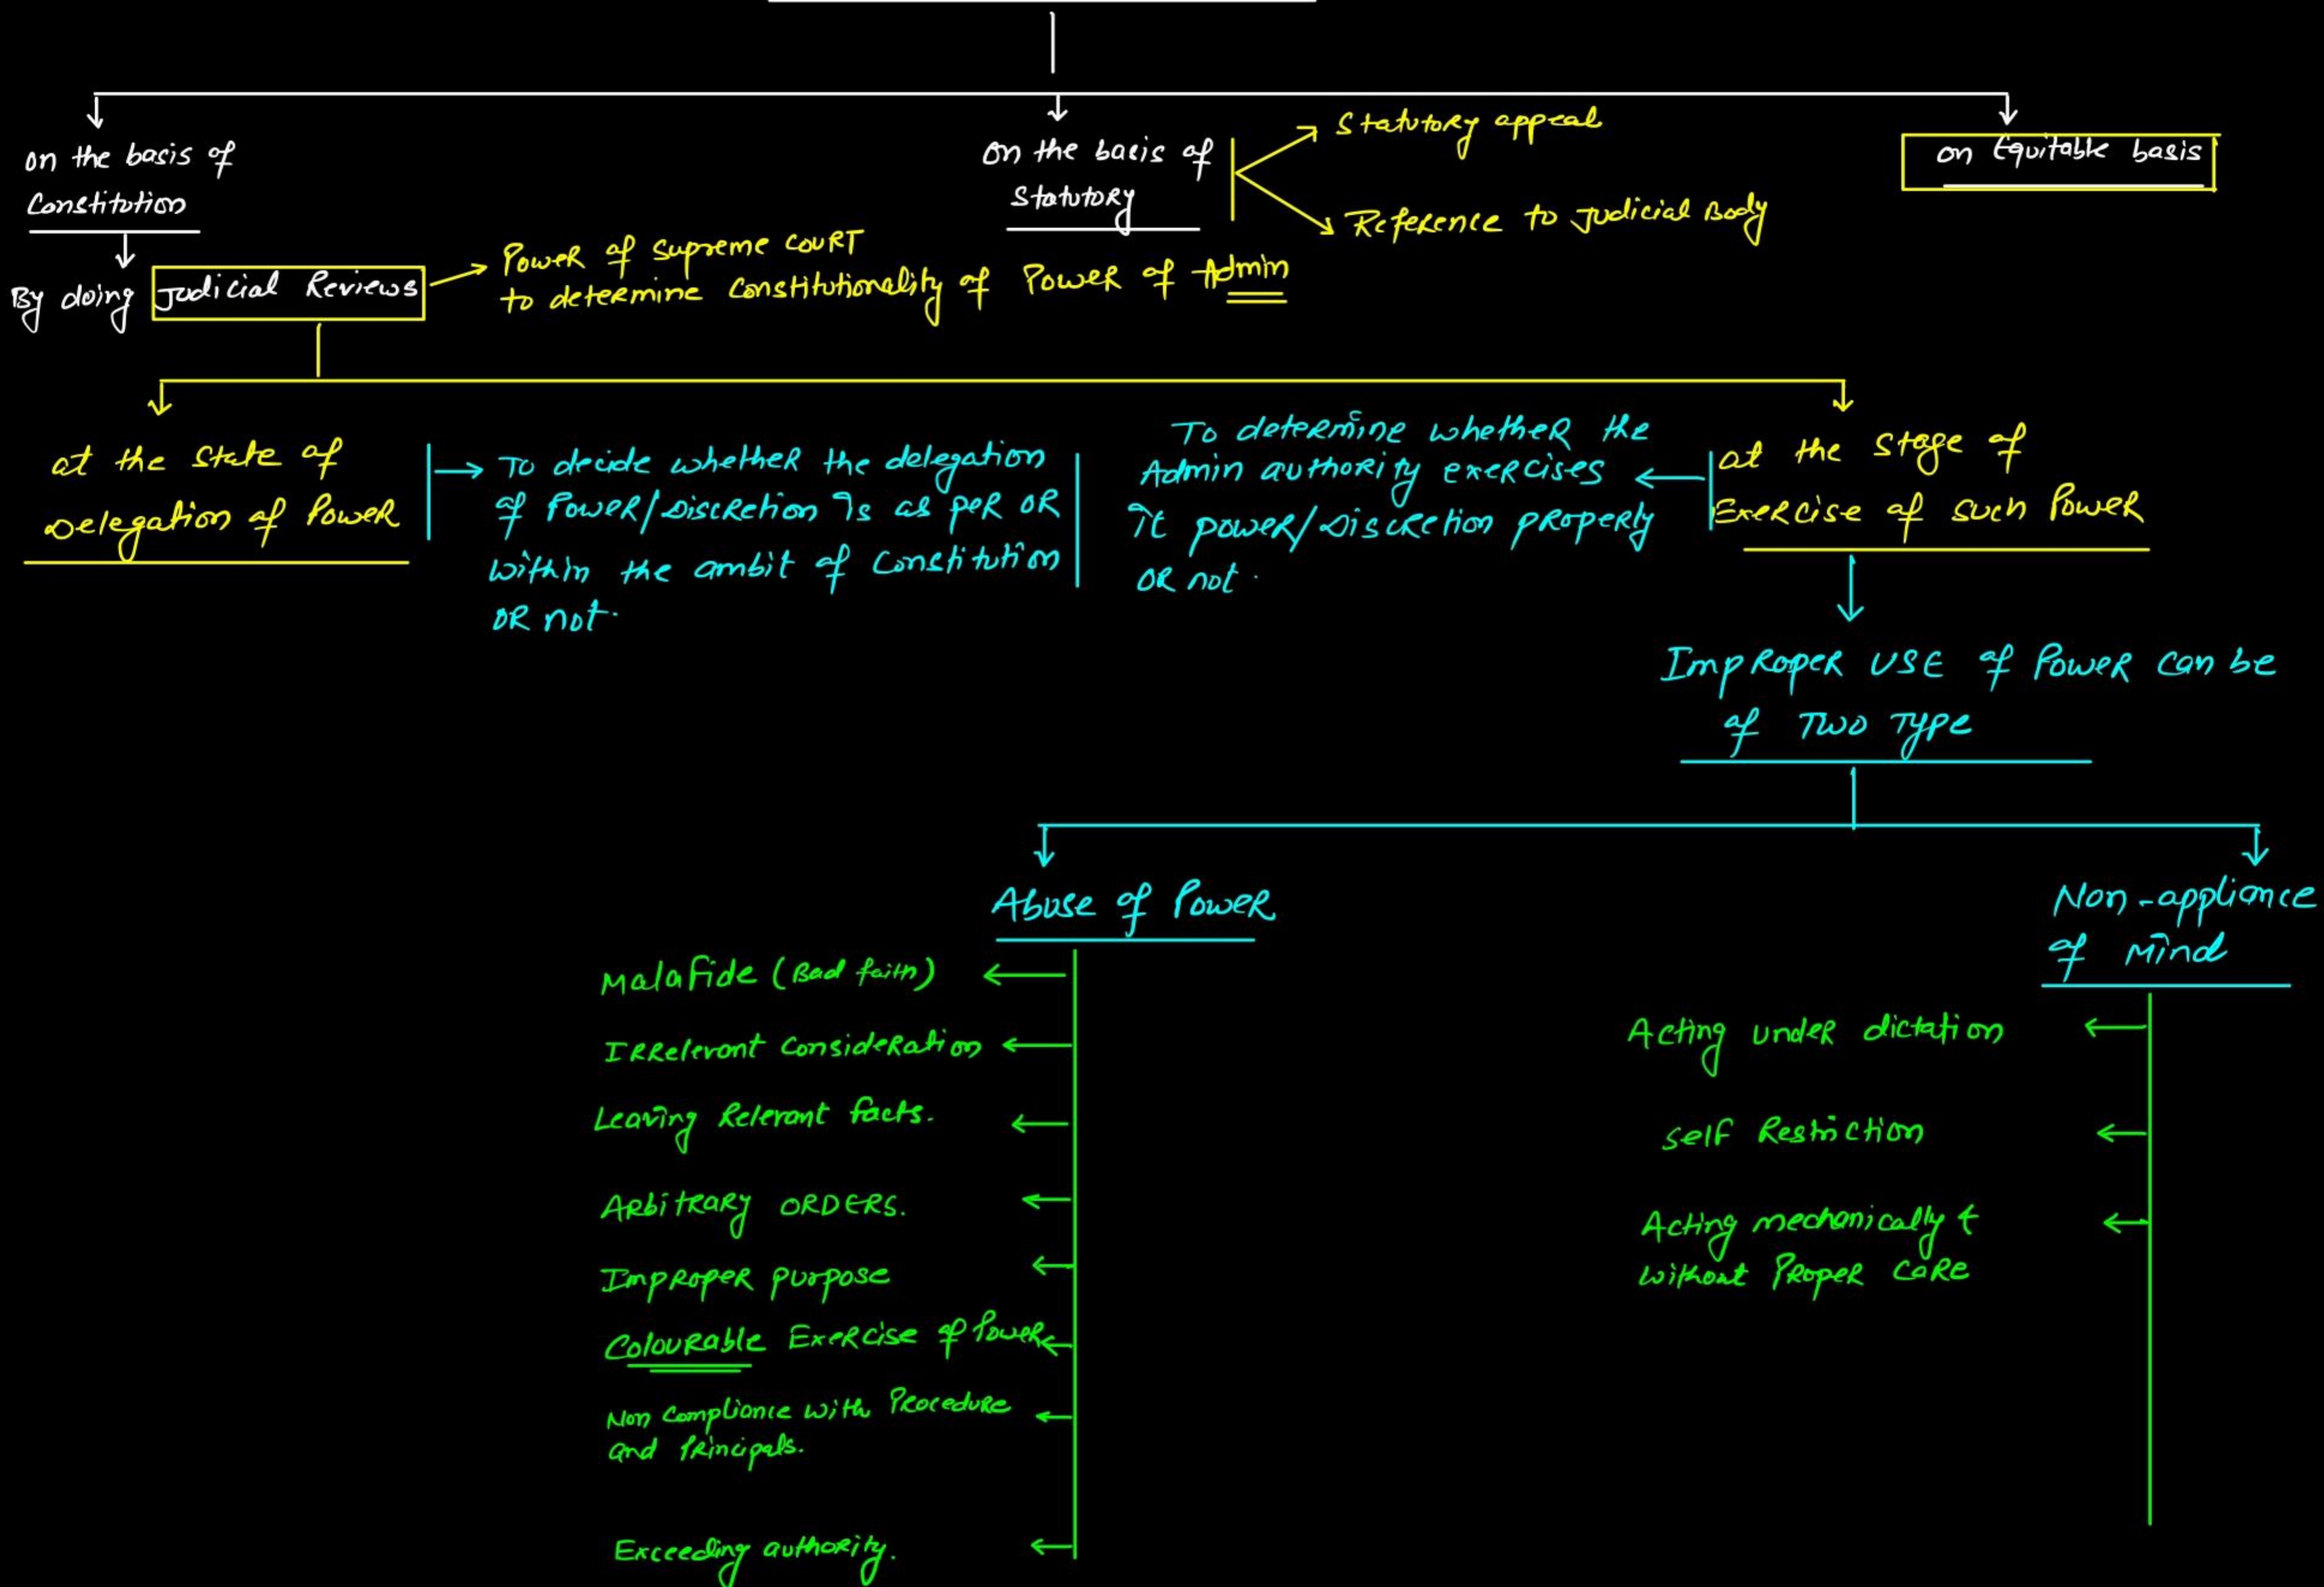 on the basis of
Constitution
By doing Judicial Reviews
Power of Supreme Court
to determine Constitutionality of Power of Admin
on the basis of
Statutory
Statutory appeal
Reference to Judicial Body
on Equitable basis
at the State of
Delegation of Power
To decide whether the delegation
of Power/Discretion is as per or
within the ambit of Constitution
or not.
To determine whether the
Admin authority exercises
it power/Discretion properly
or not.
at the Stage of
Exercise of such Power
Improper use of Power can be
of Two Type
Abuse of Power
Malafide (Bad faith)
Irrelevant Consideration
Leaving Relevant facts.
Arbitrary ORDERS.
Improper purpose
Colourable Exercise of Power
Non Compliance with Procedure
and Principals.
Exceeding authority.
Non-appliance
of Mind
Acting under dictation
self Restriction
Acting mechanically &
without Proper Care